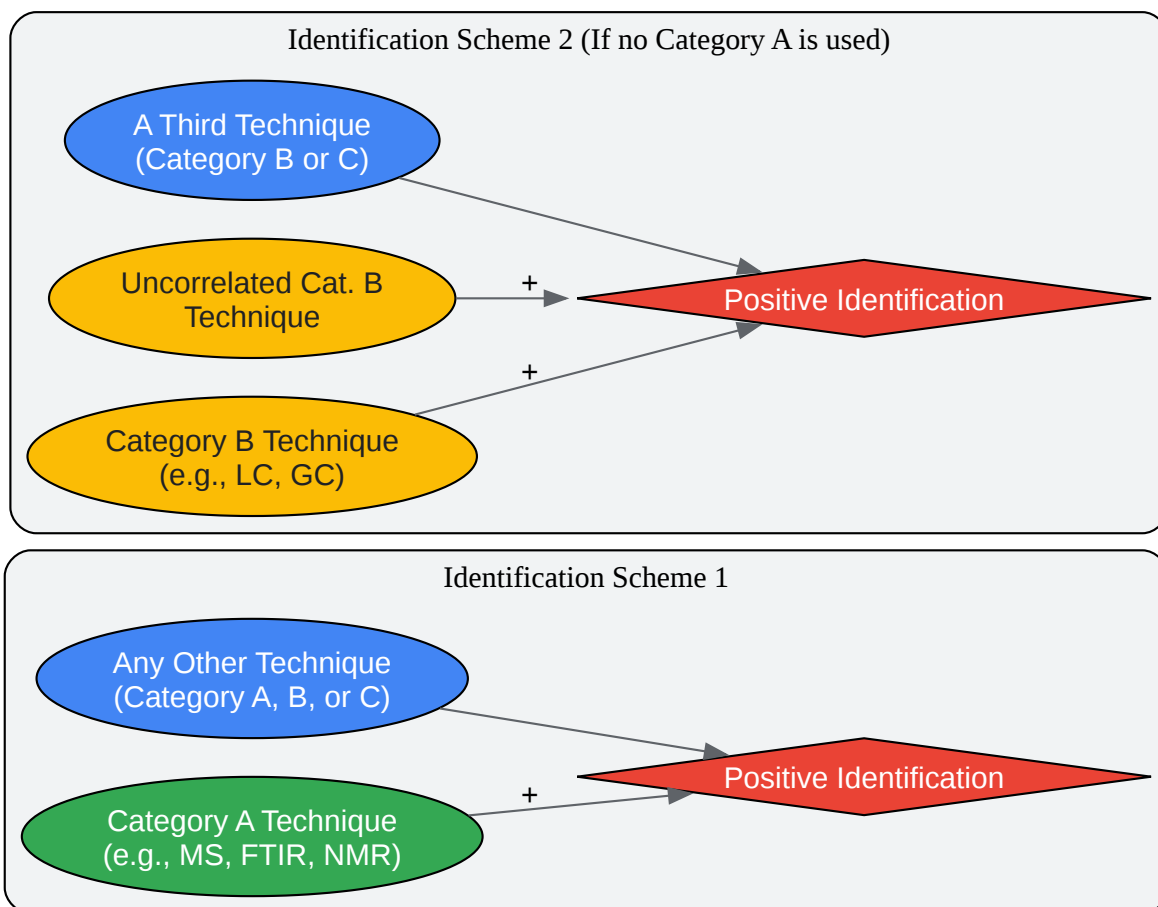 Identification Scheme 2 (If no Category A is used)
A Third Technique
(Category B or C)
Uncorrelated Cat. B
Technique
+
Positive Identification
+
Category B Technique
(e.g., LC, GC)
Identification Scheme 1
Any Other Technique
(Category A, B, or C)
Positive Identification
+
Category A Technique
(e.g., MS, FTIR, NMR)